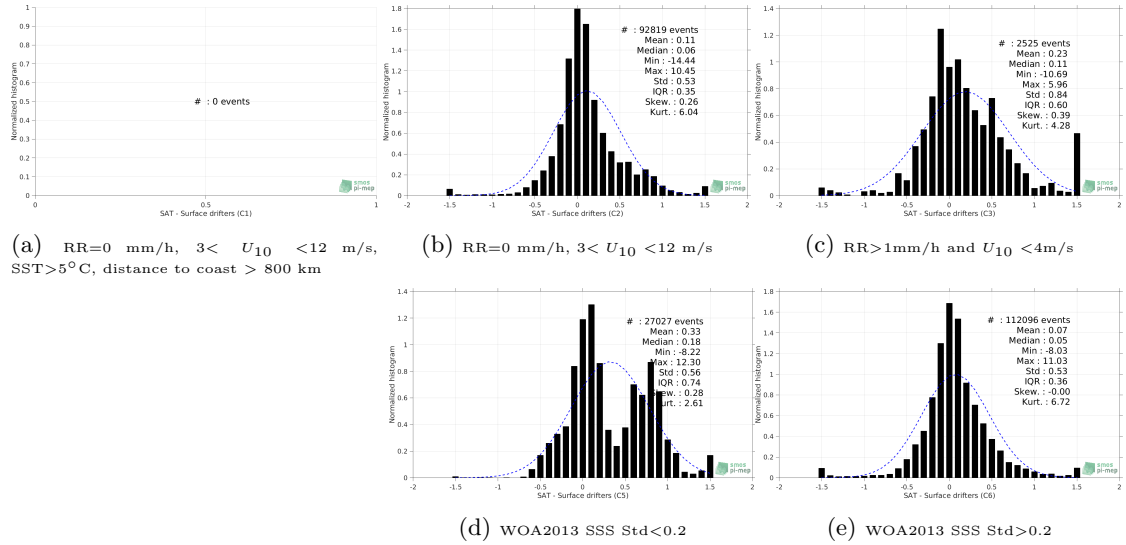 1
0.9
0.8
0.7
0.6
0.5
0.4
0.3
0.2
0.1
0
Normalized histogram
# : 0 events
smos
pi-mep
0 0.5 1
SAT - Surface drifters (C1)
(a) RR=0 mm/h, 3< U10 <12 m/s,
SST>5°C, distance to coast > 800 km
1.8
1.6
1.4
1.2
1
0.8
0.6
0.4
0.2
0
Normalized histogram
# : 92819 events
Mean : 0.11
Median : 0.06
Min : -14.44
Max : 10.45
Std : 0.53
IQR : 0.35
Skew. : 0.26
Kurt. : 6.04
smos
pi-mep
-2 -1.5 -1 -0.5 0 0.5 1 1.5 2
SAT - Surface drifters (C2)
(b) RR=0 mm/h, 3< U10 <12 m/s
1.4
1.2
1
0.8
0.6
0.4
0.2
0
Normalized histogram
# : 2525 events
Mean : 0.23
Median : 0.11
Min : -10.69
Max : 5.96
Std : 0.84
IQR : 0.60
Skew. : 0.39
Kurt. : 4.28
smos
pi-mep
-2 -1.5 -1 -0.5 0 0.5 1 1.5 2
SAT - Surface drifters (C3)
(c) RR>1mm/h and U10 <4m/s
1.4
1.2
1
0.8
0.6
0.4
0.2
0
Normalized histogram
# : 27027 events
Mean : 0.33
Median : 0.18
Min : -8.22
Max : 12.30
Std : 0.56
IQR : 0.74
Skew. : 0.28
Kurt. : 2.61
smos
pi-mep
-2 -1.5 -1 -0.5 0 0.5 1 1.5 2
SAT - Surface drifters (C5)
(d) WOA2013 SSS Std<0.2
1.8
1.6
1.4
1.2
1
0.8
0.6
0.4
0.2
0
Normalized histogram
# : 112096 events
Mean : 0.07
Median : 0.05
Min : -8.03
Max : 11.03
Std : 0.53
IQR : 0.36
Skew. : -0.00
Kurt. : 6.72
smos
pi-mep
-2 -1.5 -1 -0.5 0 0.5 1 1.5 2
SAT - Surface drifters (C6)
(e) WOA2013 SSS Std>0.2